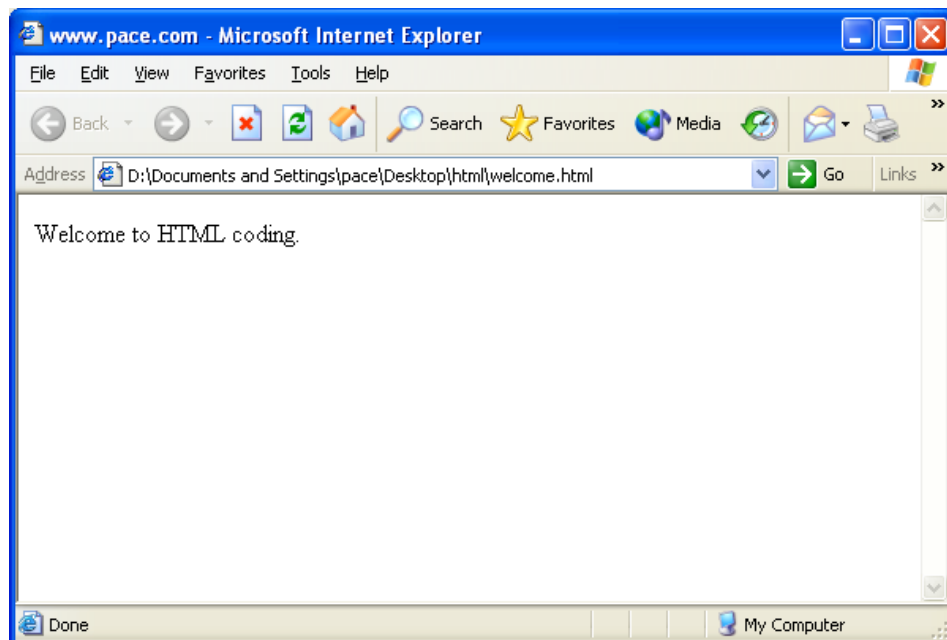 www.pace.com - Microsoft Internet Explorer
File Edit View Favorites Tools Help
Back Search Favorites Media »
Address D:\Documents and Settings\pace\Desktop\html\welcome.html Go Links »
Welcome to HTML coding.
Done My Computer